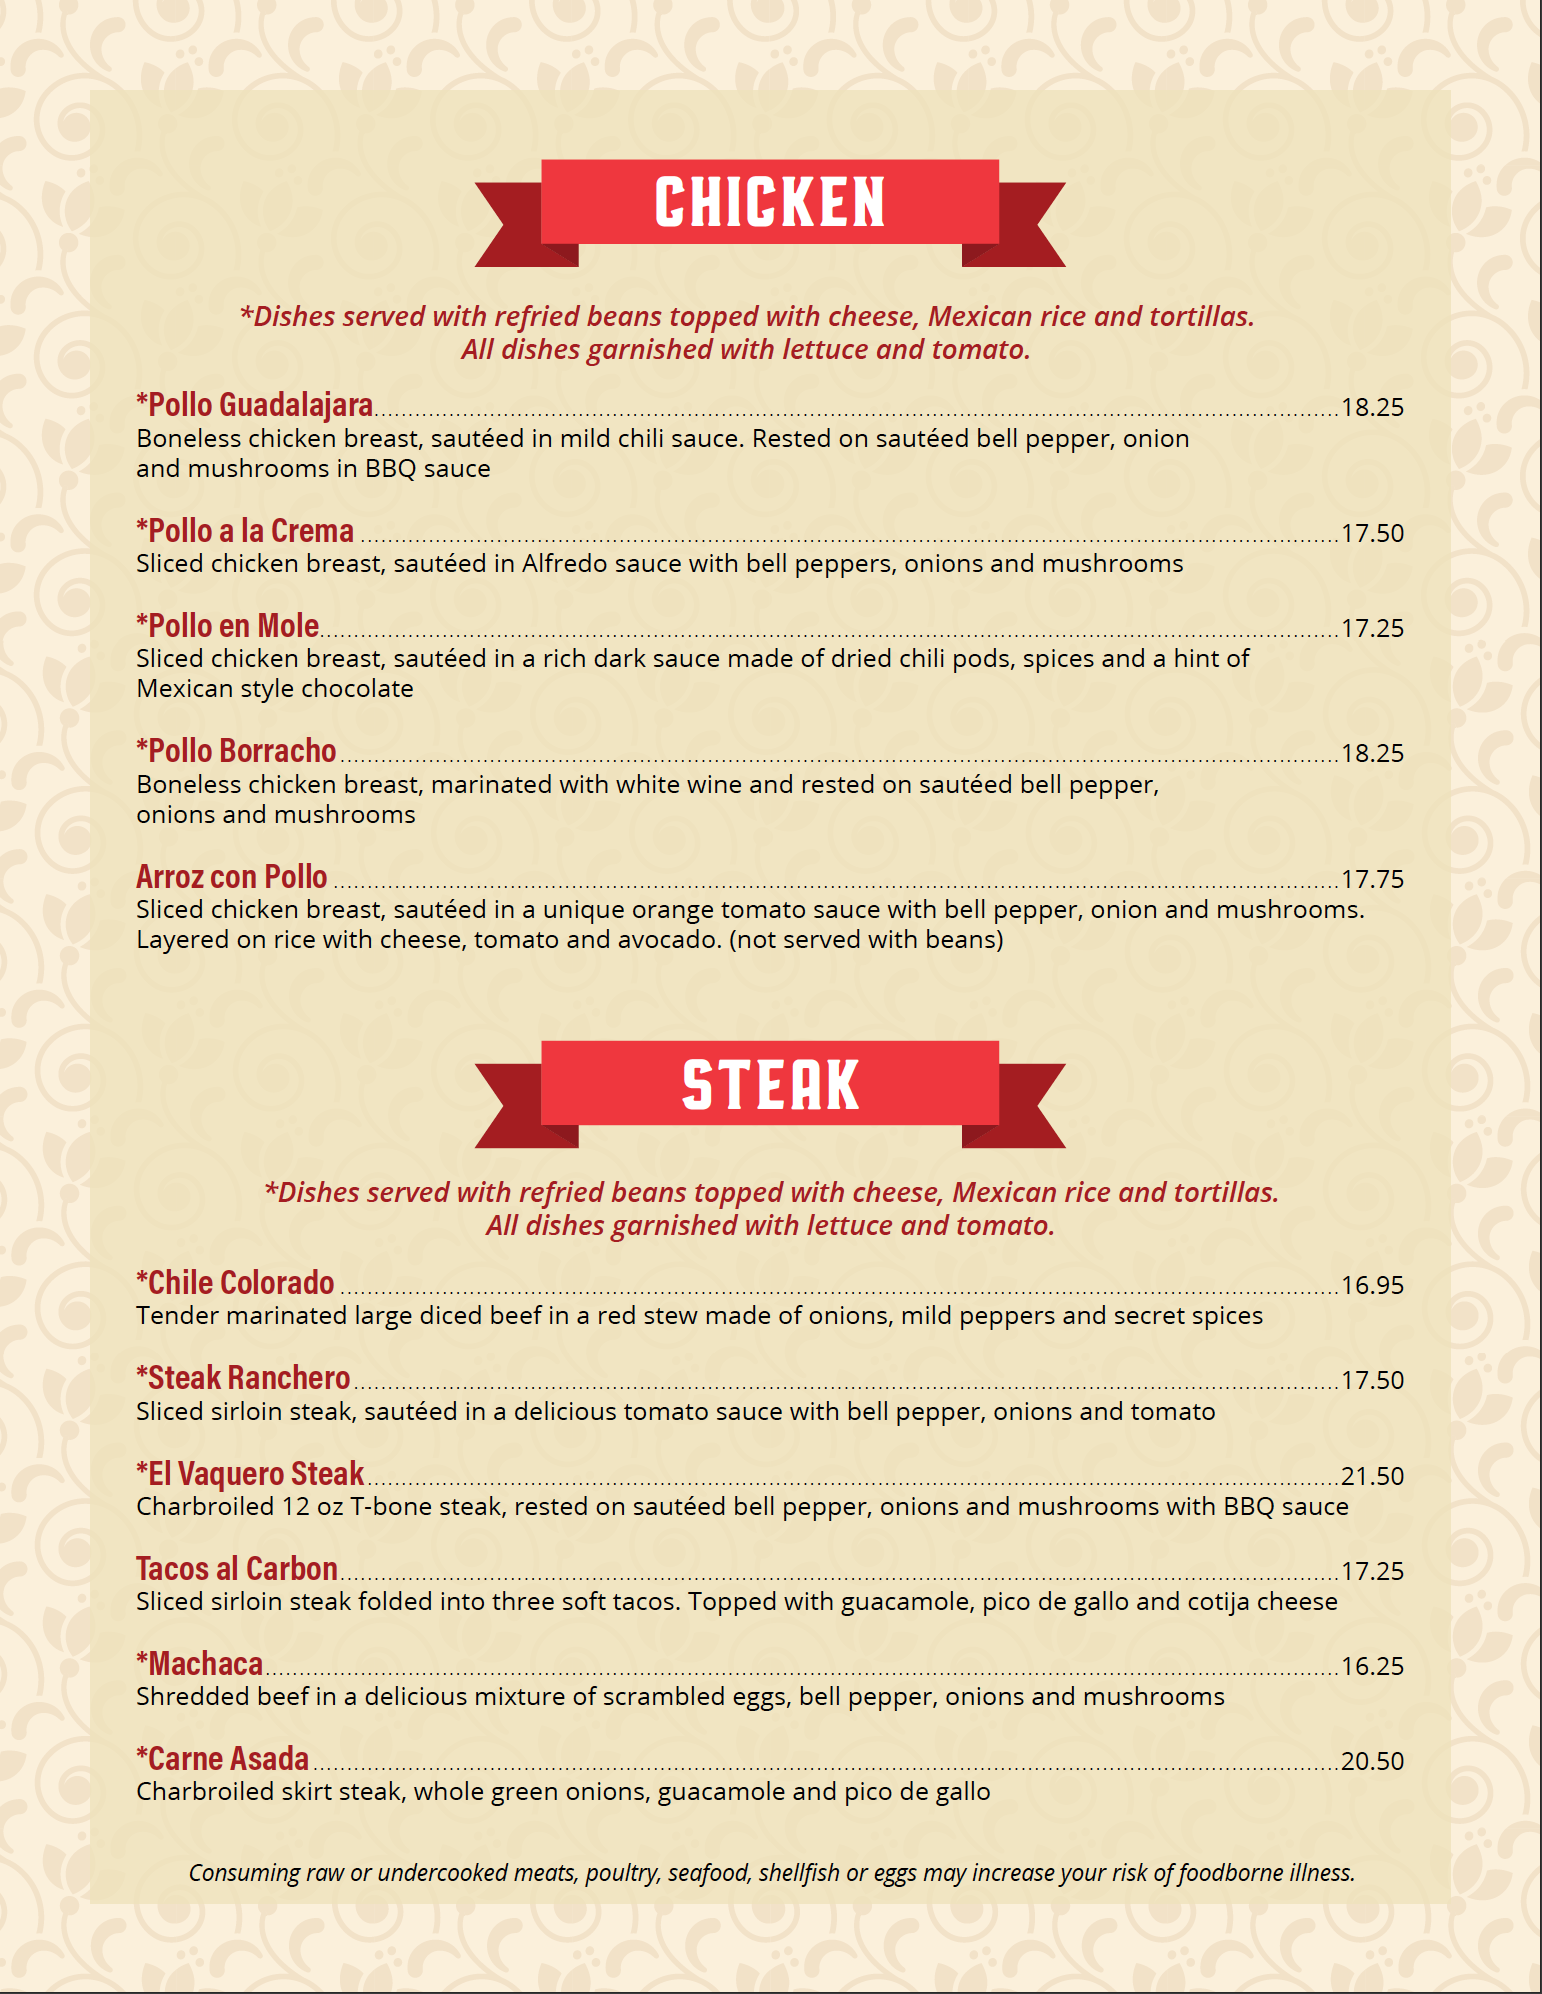 CHICKEN
*Dishes served with refried beans topped with cheese, Mexican rice and tortillas.
All dishes garnished with lettuce and tomato.
*Pollo Guadalajara 18.25
Boneless chicken breast, sautéed in mild chili sauce. Rested on sautéed bell pepper, onion
and mushrooms in BBQ sauce
*Pollo a la Crema 17.50
Sliced chicken breast, sautéed in Alfredo sauce with bell peppers, onions and mushrooms
*Pollo en Mole 17.25
Sliced chicken breast, sautéed in a rich dark sauce made of dried chili pods, spices and a hint of
Mexican style chocolate
*Pollo Borracho 18.25
Boneless chicken breast, marinated with white wine and rested on sautéed bell pepper,
onions and mushrooms
Arroz con Pollo 17.75
Sliced chicken breast, sautéed in a unique orange tomato sauce with bell pepper, onion and mushrooms.
Layered on rice with cheese, tomato and avocado. (not served with beans)
STEAK
*Dishes served with refried beans topped with cheese, Mexican rice and tortillas.
All dishes garnished with lettuce and tomato.
*Chile Colorado 16.95
Tender marinated large diced beef in a red stew made of onions, mild peppers and secret spices
*Steak Ranchero 17.50
Sliced sirloin steak, sautéed in a delicious tomato sauce with bell pepper, onions and tomato
*El Vaquero Steak 21.50
Charbroiled 12 oz T-bone steak, rested on sautéed bell pepper, onions and mushrooms with BBQ sauce
Tacos al Carbon 17.25
Sliced sirloin steak folded into three soft tacos. Topped with guacamole, pico de gallo and cotija cheese
*Machaca 16.25
Shredded beef in a delicious mixture of scrambled eggs, bell pepper, onions and mushrooms
*Carne Asada 20.50
Charbroiled skirt steak, whole green onions, guacamole and pico de gallo
Consuming raw or undercooked meats, poultry, seafood, shellfish or eggs may increase your risk of foodborne illness.